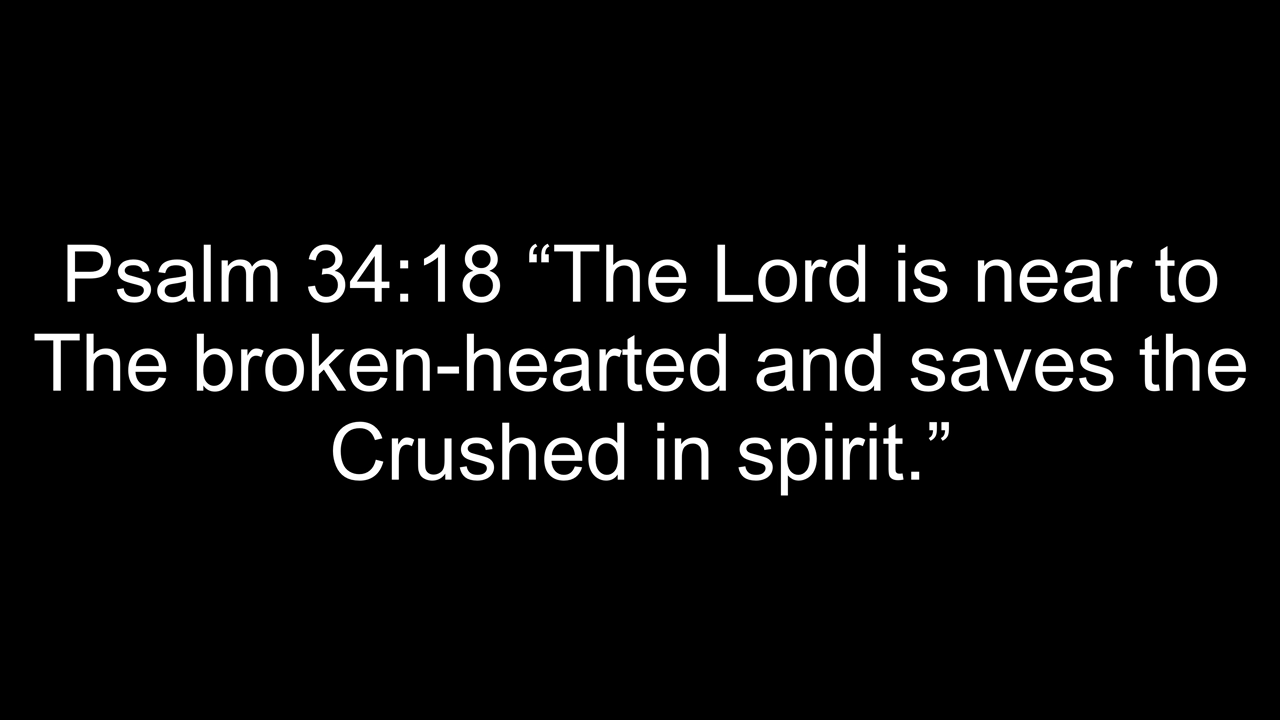 Psalm 34:18 “The Lord is near to
The broken-hearted and saves the
Crushed in spirit.”